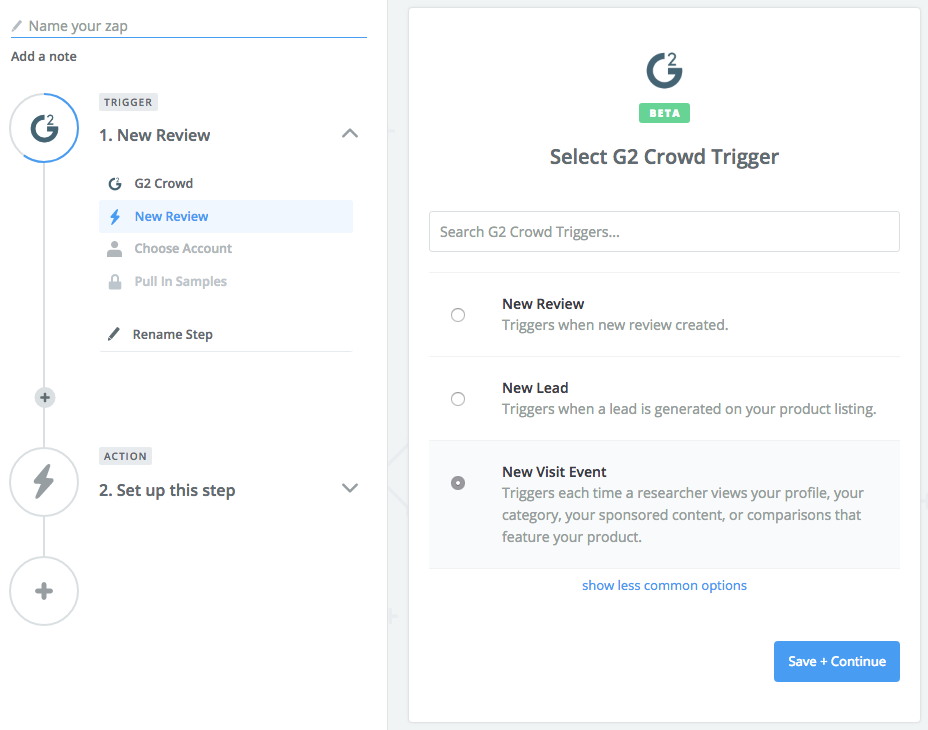 Name your zap
Add a note
TRIGGER
1. New Review
G2 Crowd
New Review
Choose Account
Pull In Samples
Rename Step
ACTION
2. Set up this step
G2
BETA
Select G2 Crowd Trigger
Search G2 Crowd Triggers...
New Review
Triggers when new review created.
New Lead
Triggers when a lead is generated on your product listing.
New Visit Event
Triggers each time a researcher views your profile, your
category, your sponsored content, or comparisons that
feature your product.
show less common options
Save + Continue